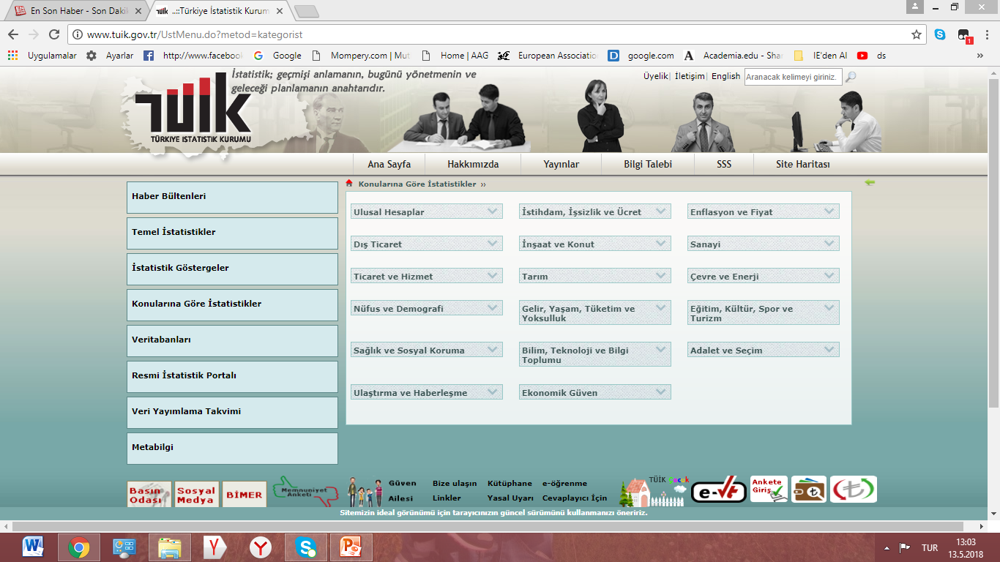 En Son Haber - Son Dakik
..::Türkiye İstatistik Kurum
www.tuik.gov.tr/UstMenu.do?metod=kategorist
1
Uygulamalar
Ayarlar
http://www.facebook
Google
Mompery.com | Mut
Home | AAG
European Associatio
google.com
Academia.edu - Shar
IE'den Al
ds
»
İstatistik; geçmişi anlamanın, bugünü yönetmenin ve
geleceği planlamanın anahtarıdır.
TÜİK
TÜRKİYE İSTATİSTİK KURUMU
Üyelik| İletişim| English
Aranacak kelimeyi giriniz.
Ana Sayfa
Hakkımızda
Yayınlar
Bilgi Talebi
SSS
Site Haritası
Haber Bültenleri
Temel İstatistikler
İstatistik Göstergeler
Konularına Göre İstatistikler
Veritabanları
Resmi İstatistik Portalı
Veri Yayımlama Takvimi
Metabilgi
Konularına Göre İstatistikler »
Ulusal Hesaplar
İstihdam, İşsizlik ve Ücret
Enflasyon ve Fiyat
Dış Ticaret
İnşaat ve Konut
Sanayi
Ticaret ve Hizmet
Tarım
Çevre ve Enerji
Nüfus ve Demografi
Gelir, Yaşam, Tüketim ve
Yoksulluk
Eğitim, Kültür, Spor ve
Turizm
Sağlık ve Sosyal Koruma
Bilim, Teknoloji ve Bilgi
Toplumu
Adalet ve Seçim
Ulaştırma ve Haberleşme
Ekonomik Güven
Basın
Odası
Sosyal
Medya
BİMER
Memnuniyet
Anketi
Güven
Ailesi
Bize ulaşın
Linkler
Kütüphane
Yasal Uyarı
e-öğrenme
Cevaplayıcı İçin
TÜİK Çocuk
e-VT
Ankete
Giriş
Sitemizin ideal görünümü için tarayıcınızın güncel sürümünü kullanmanızı öneririz.
TUR
13:03
13.5.2018